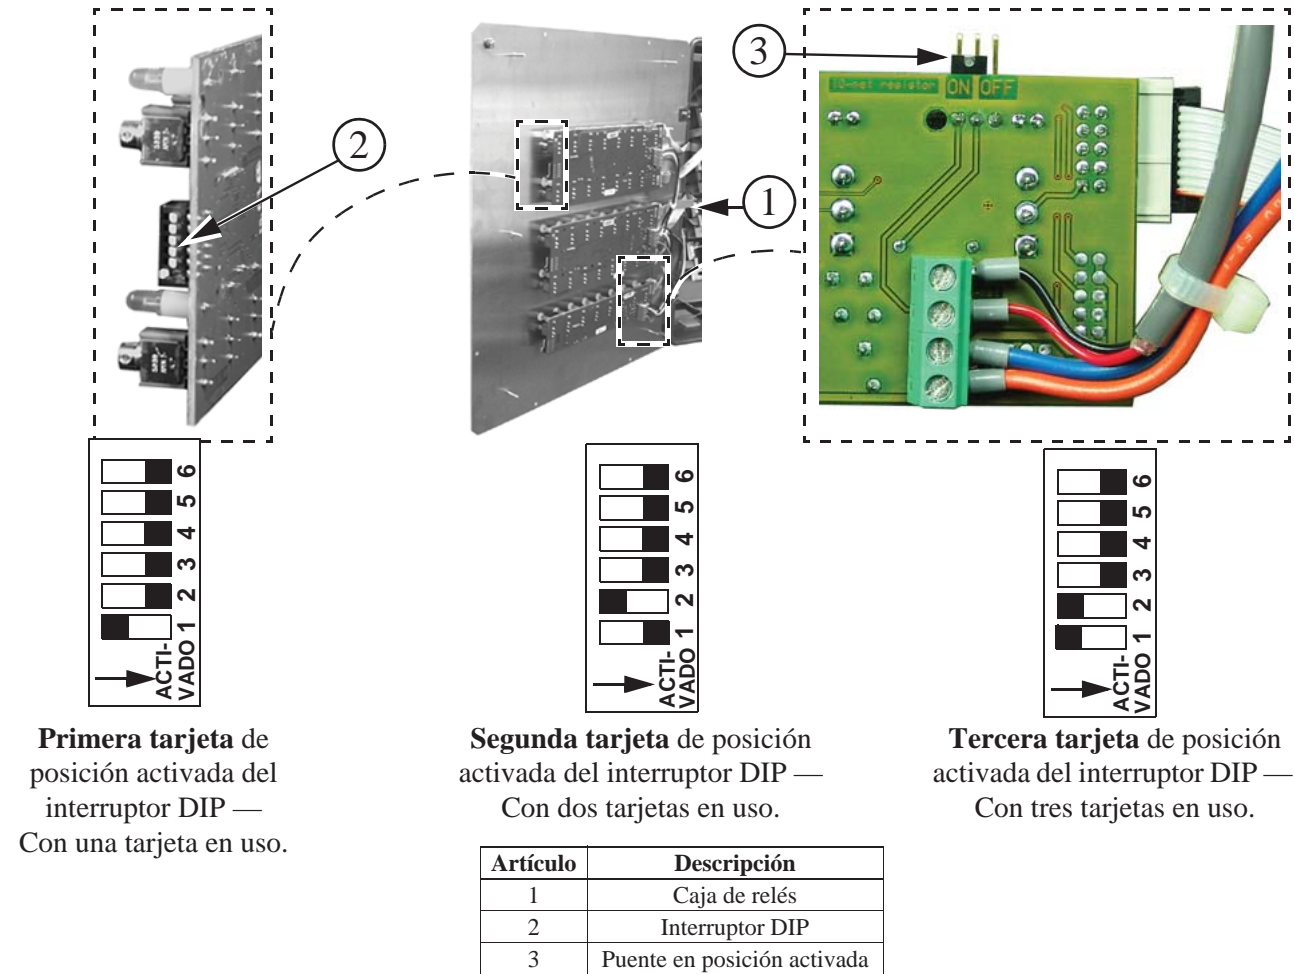 3
2
1
IO-net resistor ON OFF
6
5
4
3
2
1
ACTI-
VADO
6
5
4
3
2
1
ACTI-
VADO
6
5
4
3
2
1
ACTI-
VADO
Primera tarjeta de
posición activada del
interruptor DIP —
Con una tarjeta en uso.
Segunda tarjeta de posición
activada del interruptor DIP —
Con dos tarjetas en uso.
Tercera tarjeta de posición
activada del interruptor DIP —
Con tres tarjetas en uso.
Artículo Descripción
1 Caja de relés
2 Interruptor DIP
3 Puente en posición activada